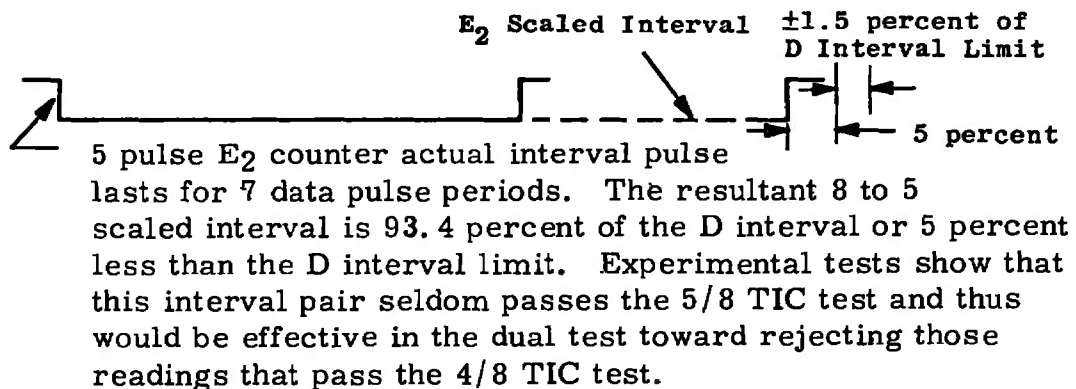 E2 Scaled Interval ±1.5 percent of
D Interval Limit
5 percent
5 pulse E2 counter actual interval pulse
lasts for 7 data pulse periods. The resultant 8 to 5
scaled interval is 93.4 percent of the D interval or 5 percent
less than the D interval limit. Experimental tests show that
this interval pair seldom passes the 5/8 TIC test and thus
would be effective in the dual test toward rejecting those
readings that pass the 4/8 TIC test.